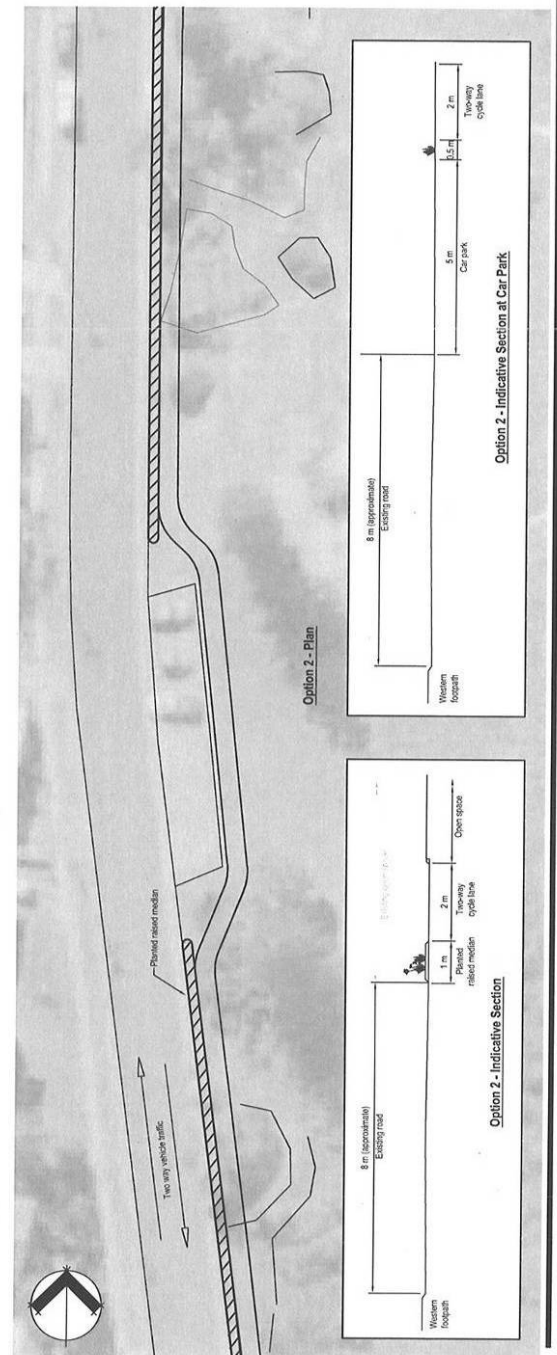 Two way vehicle traffic
Planted raised median
Option 2 - Plan
8 m (approximate)
Existing road
1 m
Planted
raised median
2 m
Two-way
cycle lane
Open space
Western
footpath
Option 2 - Indicative Section
8 m (approximate)
Existing road
5 m
Car park
0.5 m
2 m
Two-way
cycle lane
Western
footpath
Option 2 - Indicative Section at Car Park